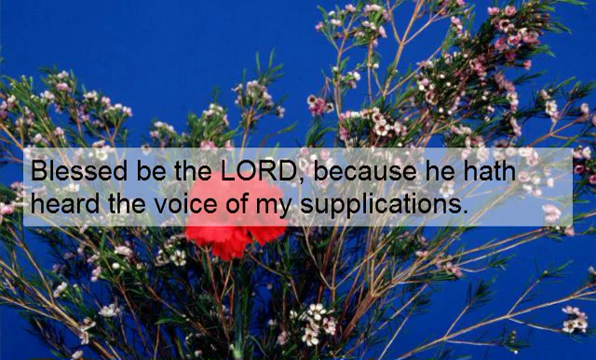 Blessed be the LORD, because he hath
heard the voice of my supplications.